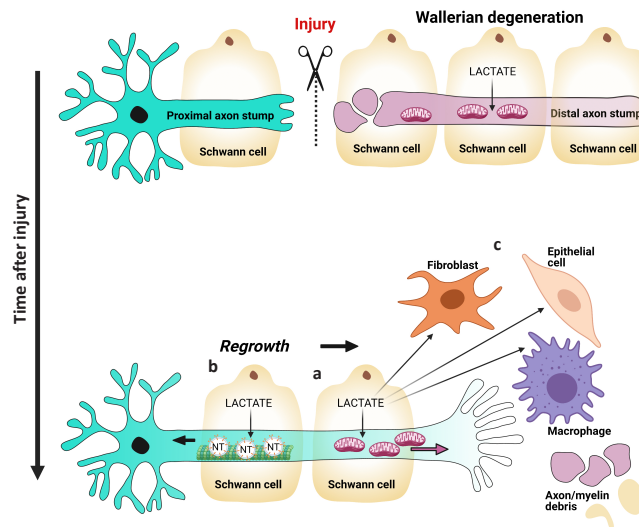 Injury
Wallerian degeneration
LACTATE
Proximal axon stump
Distal axon stump
Schwann cell
Schwann cell
Schwann cell
Schwann cell
Time after injury
c
Fibroblast
Epithelial
cell
Regrowth
b
a
LACTATE
LACTATE
NT
NT
NT
Macrophage
Schwann cell
Schwann cell
Axon/myelin
debris